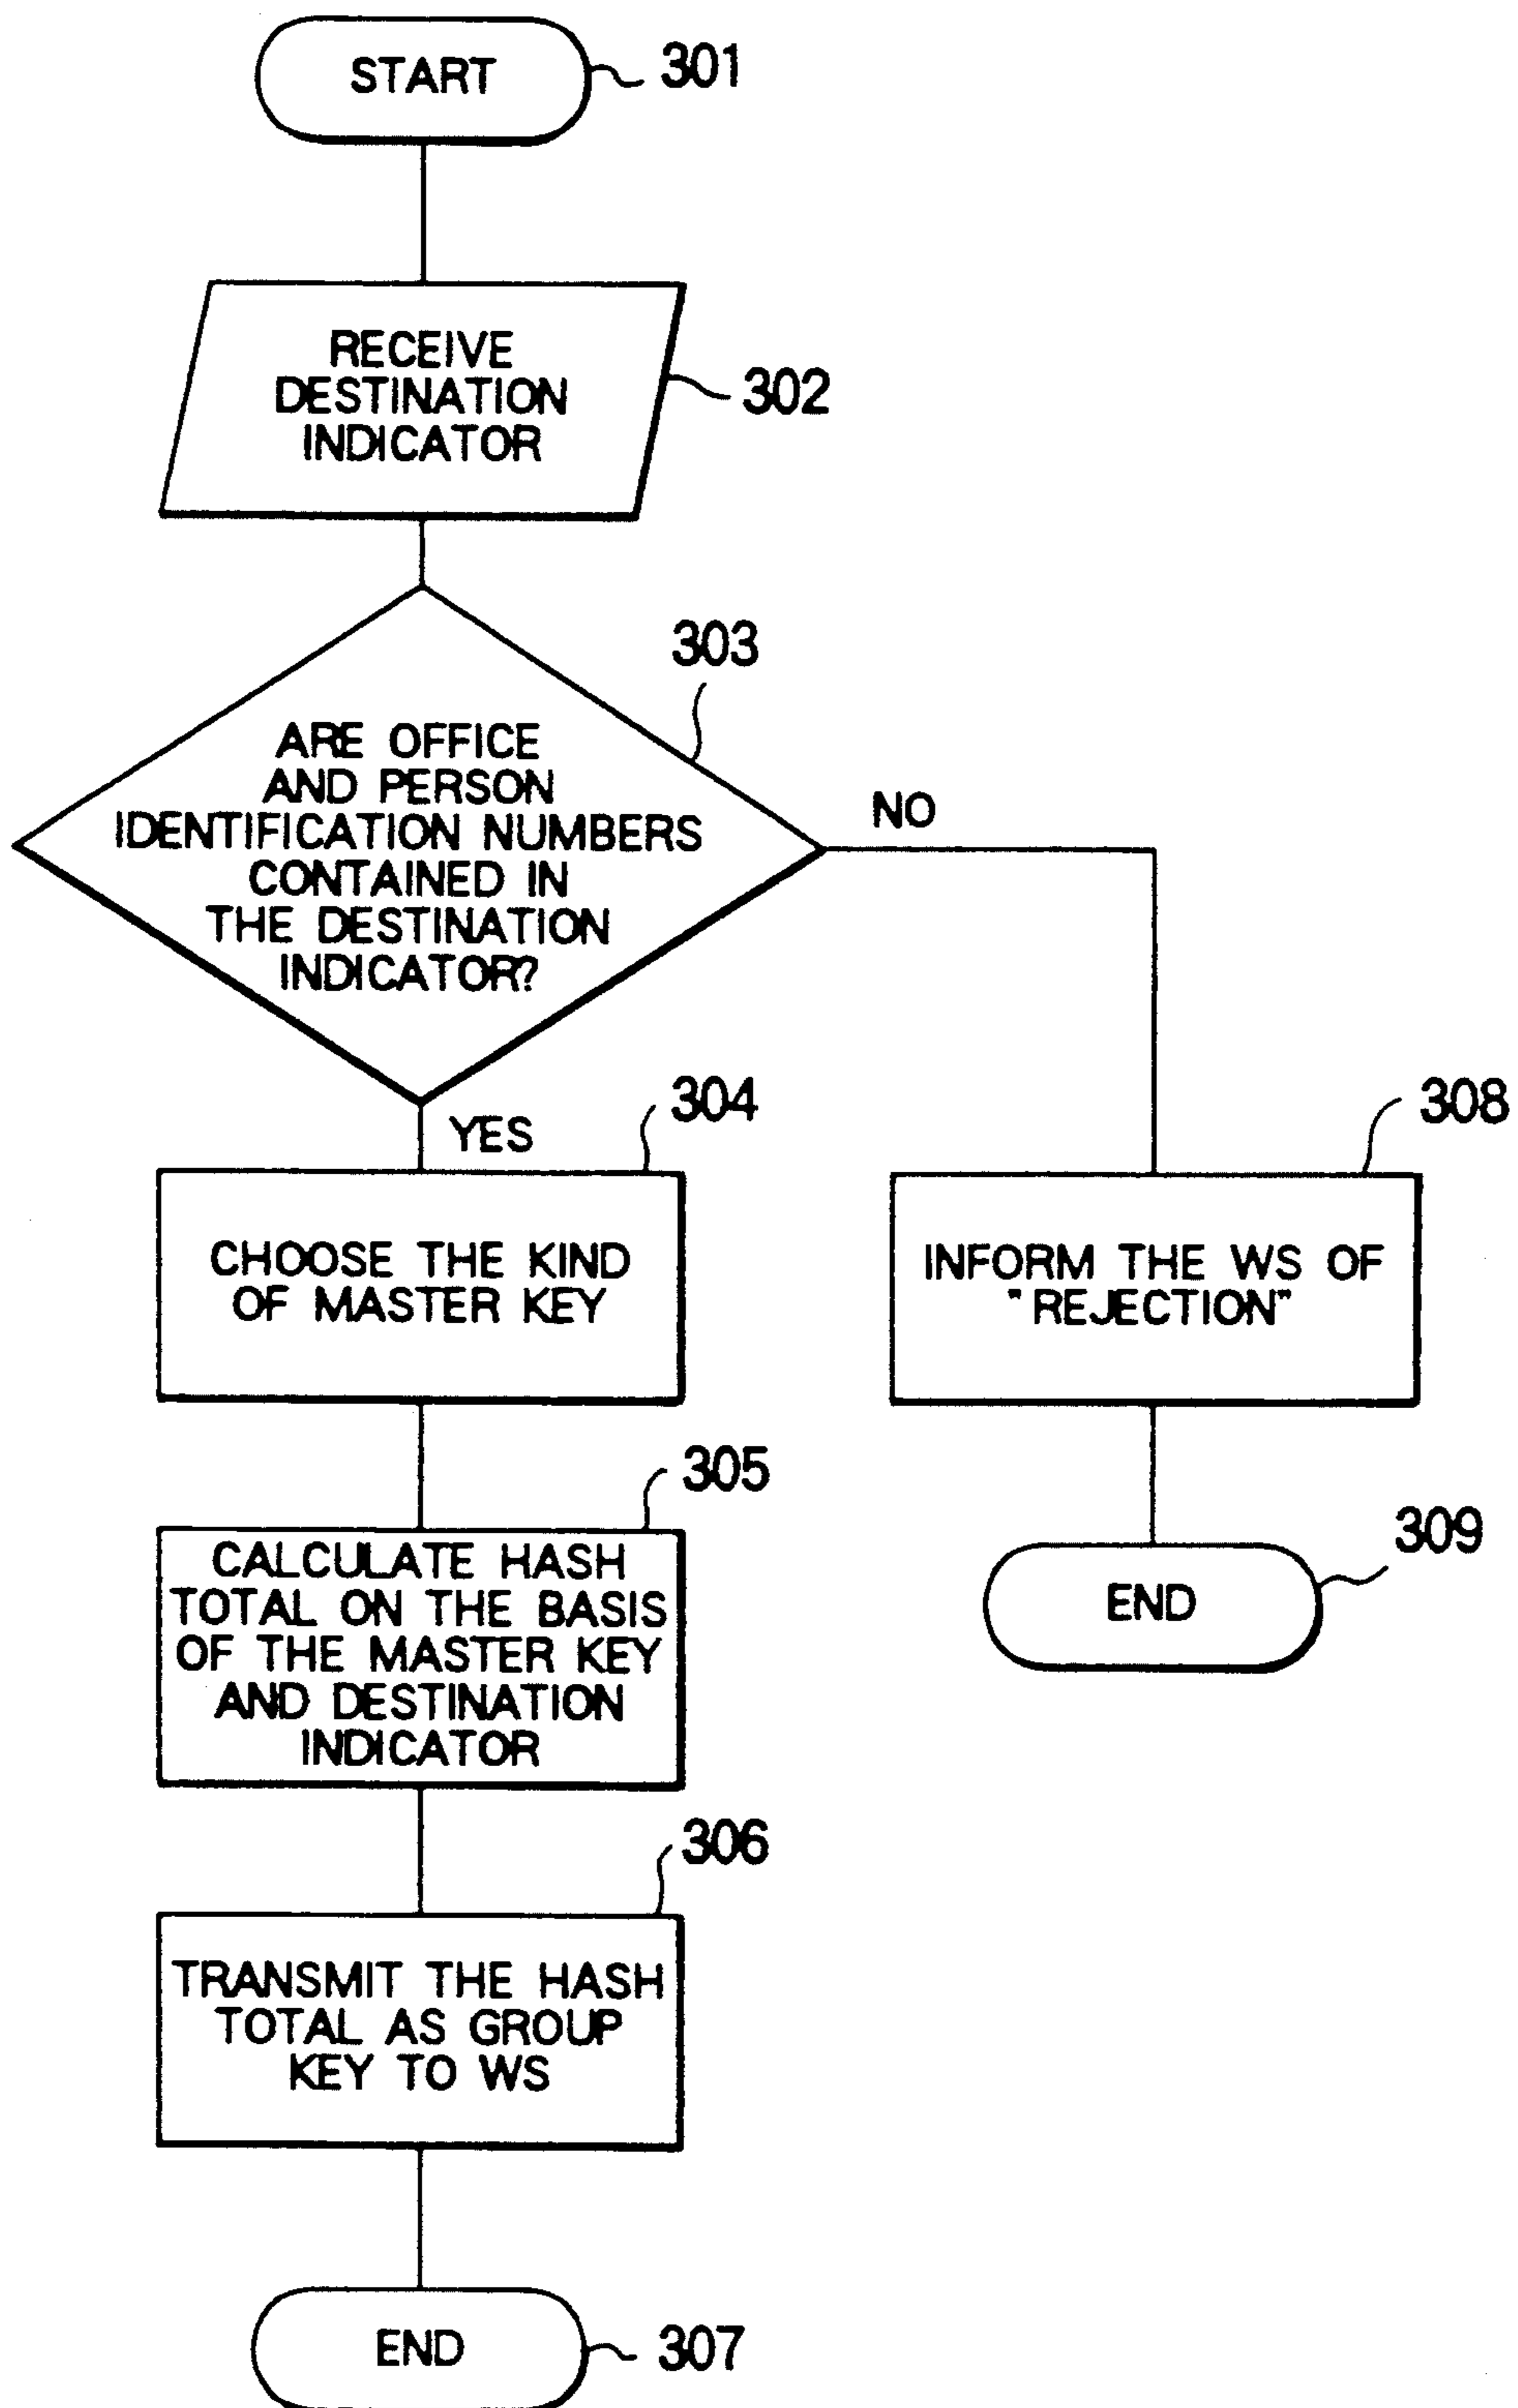 START
301
RECEIVE
DESTINATION
INDICATOR
302
303
ARE OFFICE
AND PERSON
IDENTIFICATION NUMBERS
CONTAINED IN
THE DESTINATION
INDICATOR?
NO
YES
304
CHOOSE THE KIND
OF MASTER KEY
308
INFORM THE WS OF
"REJECTION"
305
CALCULATE HASH
TOTAL ON THE BASIS
OF THE MASTER KEY
AND DESTINATION
INDICATOR
309
END
306
TRANSMIT THE HASH
TOTAL AS GROUP
KEY TO WS
END
307